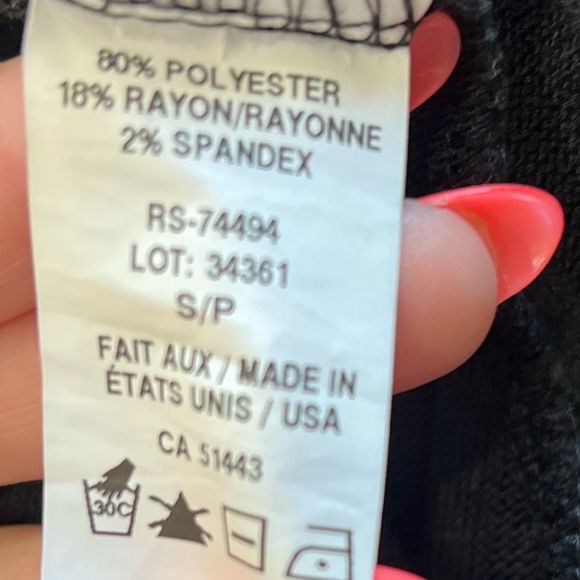 80% POLYESTER
18% RAYON/RAYONNE
2% SPANDEX
RS-74494
LOT: 34361
S/P
FAIT AUX / MADE IN
ÉTATS UNIS / USA
CA 51443
30C